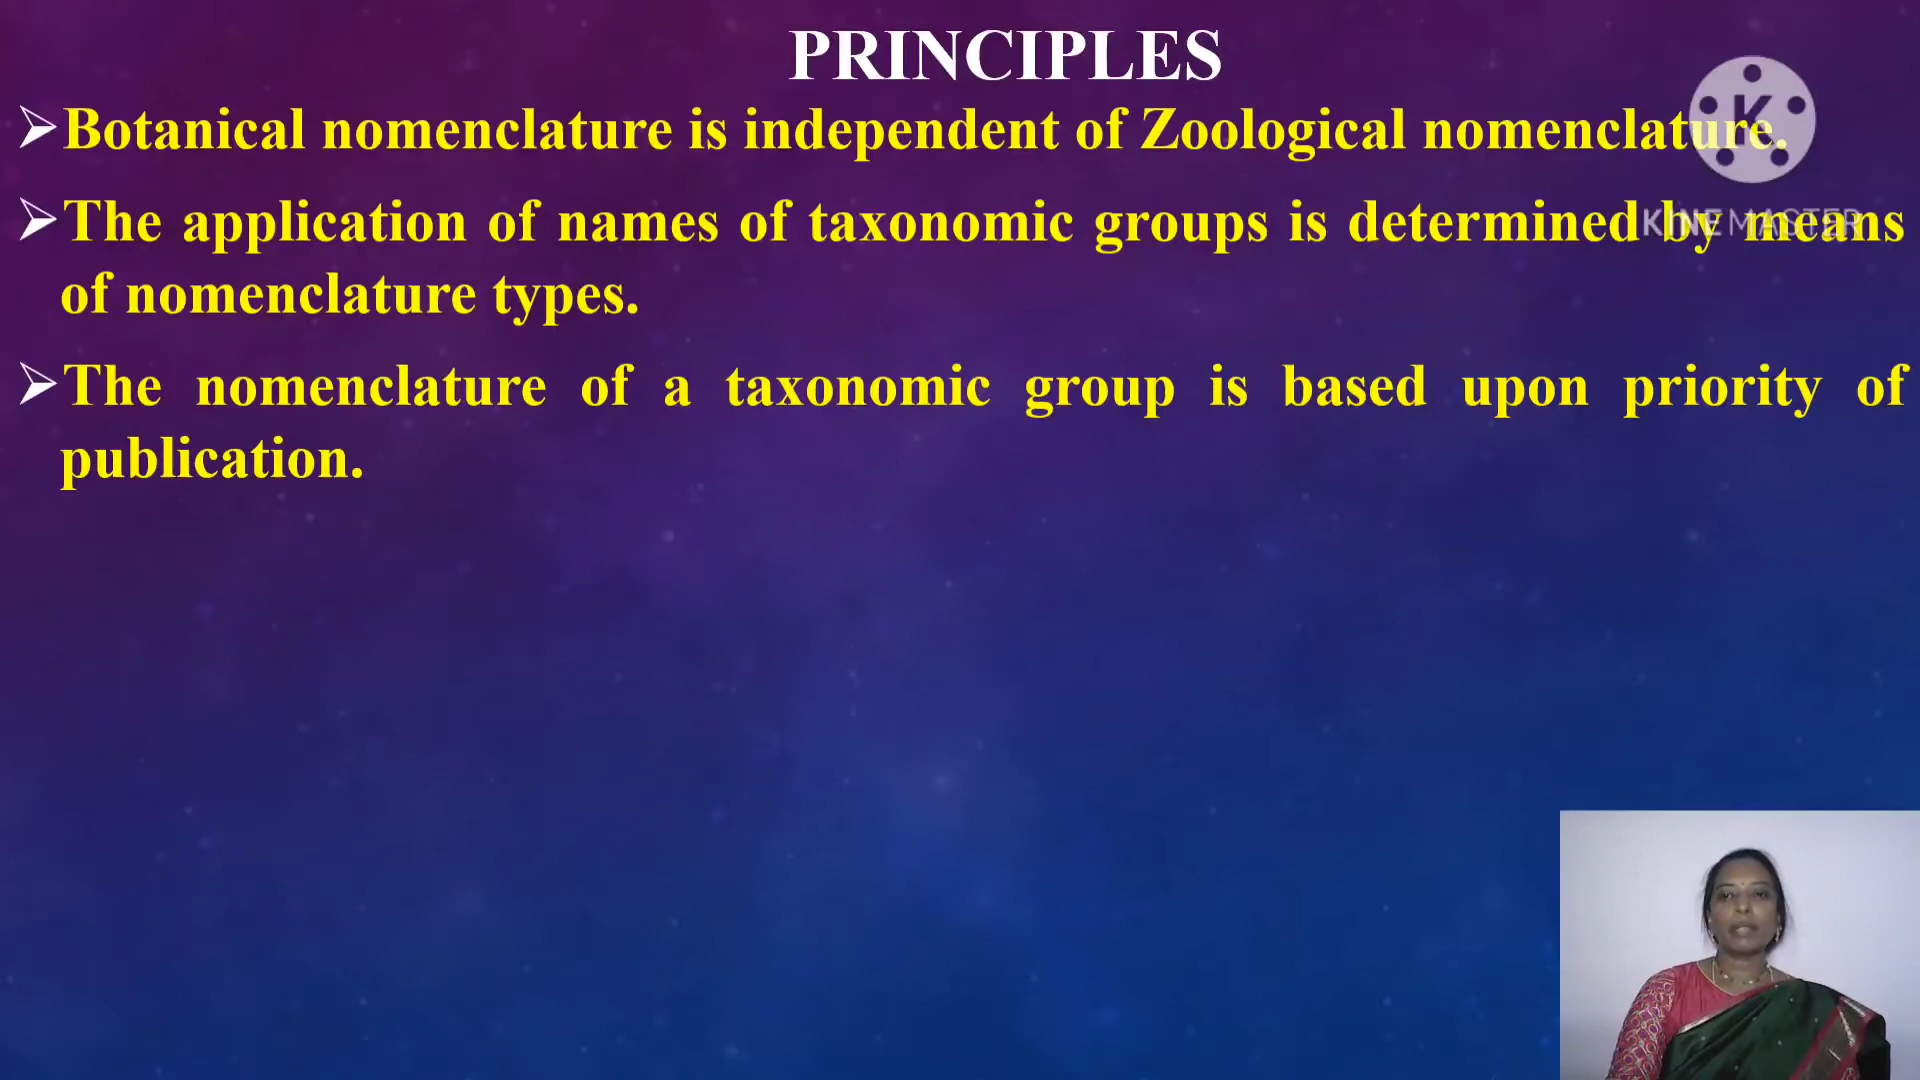 PRINCIPLES
➢Botanical nomenclature is independent of Zoological nomenclature.
➢The application of names of taxonomic groups is determined by means
of nomenclature types.
➢The nomenclature of a taxonomic group is based upon priority of
publication.
K
KINEMASTER